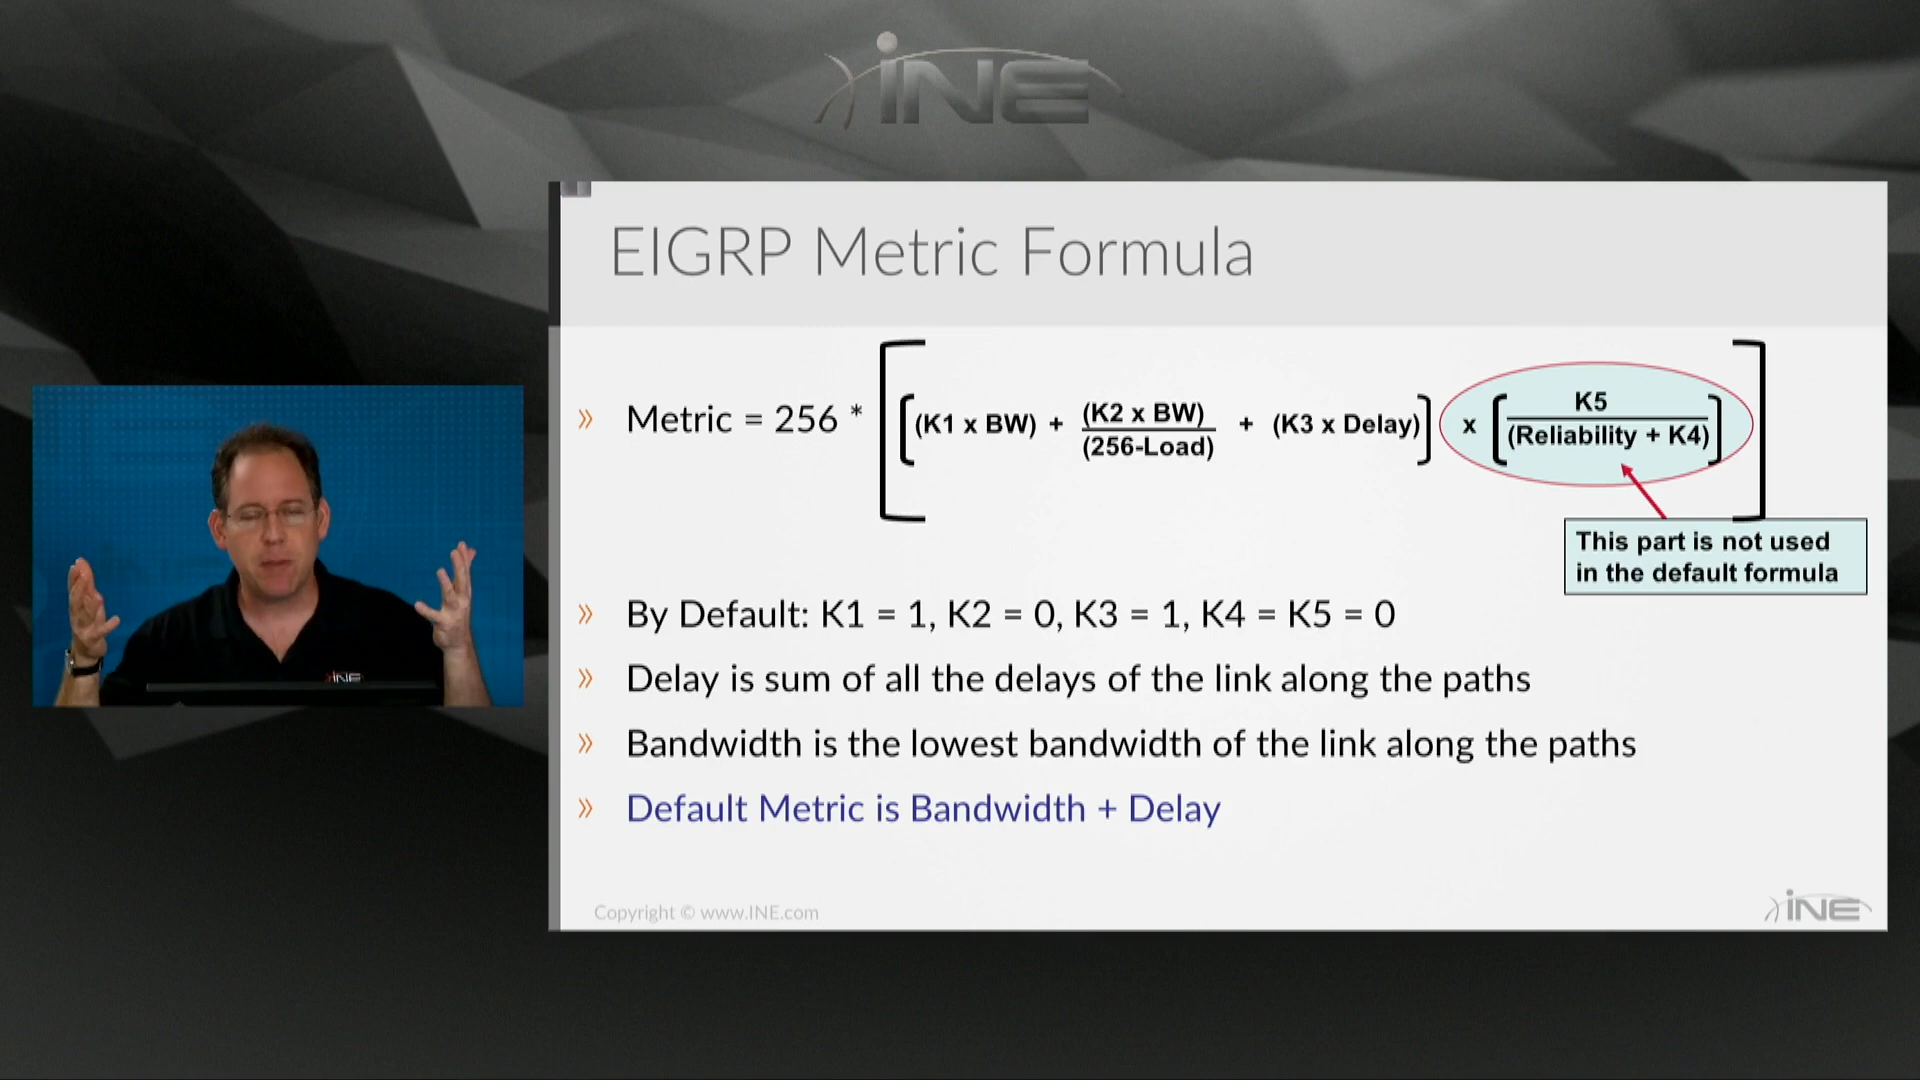 iNE
EIGRP Metric Formula
» Metric = 256 * [ [ (K1 x BW) + (K2 x BW) / (256-Load) + (K3 x Delay) ] x [ K5 / (Reliability + K4) ] ]
This part is not used
in the default formula
» By Default: K1 = 1, K2 = 0, K3 = 1, K4 = K5 = 0
» Delay is sum of all the delays of the link along the paths
» Bandwidth is the lowest bandwidth of the link along the paths
» Default Metric is Bandwidth + Delay
iNE
Copyright © www.INE.com
iNE